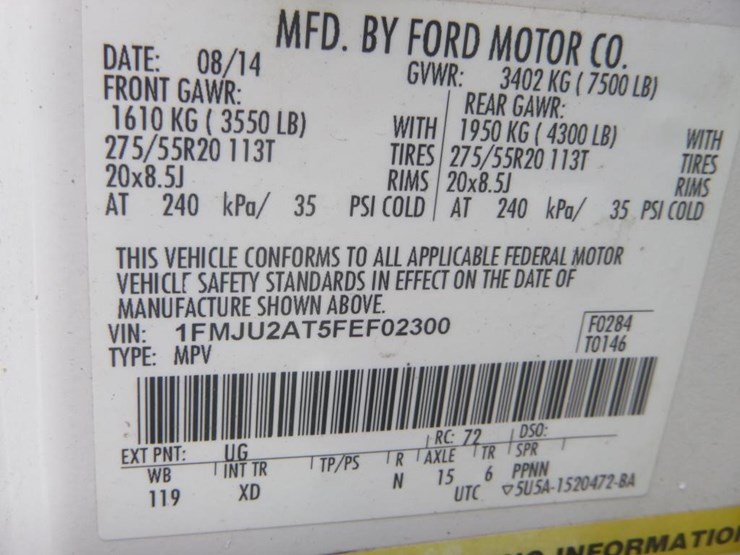 MFD. BY FORD MOTOR CO.
DATE: 08/14 GVWR: 3402 KG ( 7500 LB)
FRONT GAWR: REAR GAWR:
1610 KG ( 3550 LB) WITH 1950 KG ( 4300 LB) WITH
275/55R20 113T TIRES 275/55R20 113T TIRES
20x8.5J RIMS 20x8.5J RIMS
AT 240 kPa/ 35 PSI COLD AT 240 kPa/ 35 PSI COLD
THIS VEHICLE CONFORMS TO ALL APPLICABLE FEDERAL MOTOR
VEHICLE SAFETY STANDARDS IN EFFECT ON THE DATE OF
MANUFACTURE SHOWN ABOVE.
VIN: 1FMJU2AT5FEF02300 F0284
TYPE: MPV T0146
EXT PNT: UG RC: 72 DSO:
WB INT TR TP/PS R AXLE TR SPR
119 XD N 15 6 PPNN
UTC ▽5U5A-1520472-BA
INFORMATIO